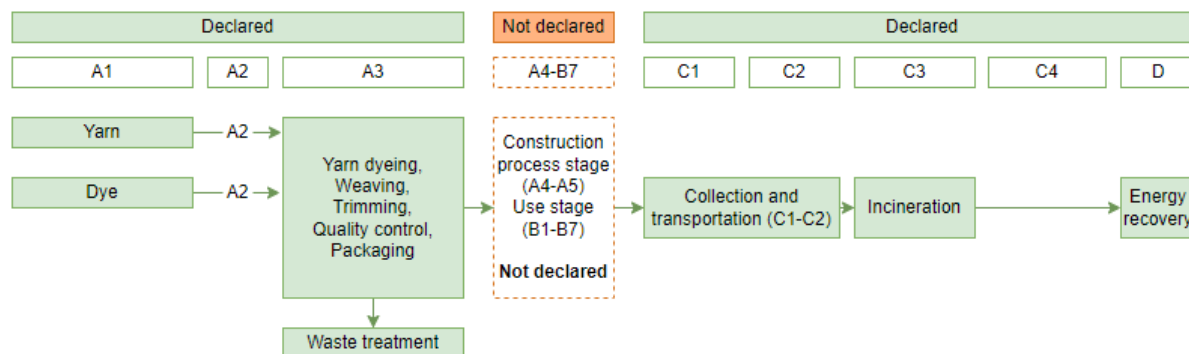 Declared
Not declared
Declared
A1
A2
A3
A4-B7
C1
C2
C3
C4
D
Yarn
A2
Dye
A2
Yarn dyeing,
Weaving,
Trimming,
Quality control,
Packaging
Waste treatment
Construction
process stage
(A4-A5)
Use stage
(B1-B7)
Not declared
Collection and
transportation (C1-C2)
Incineration
Energy
recovery